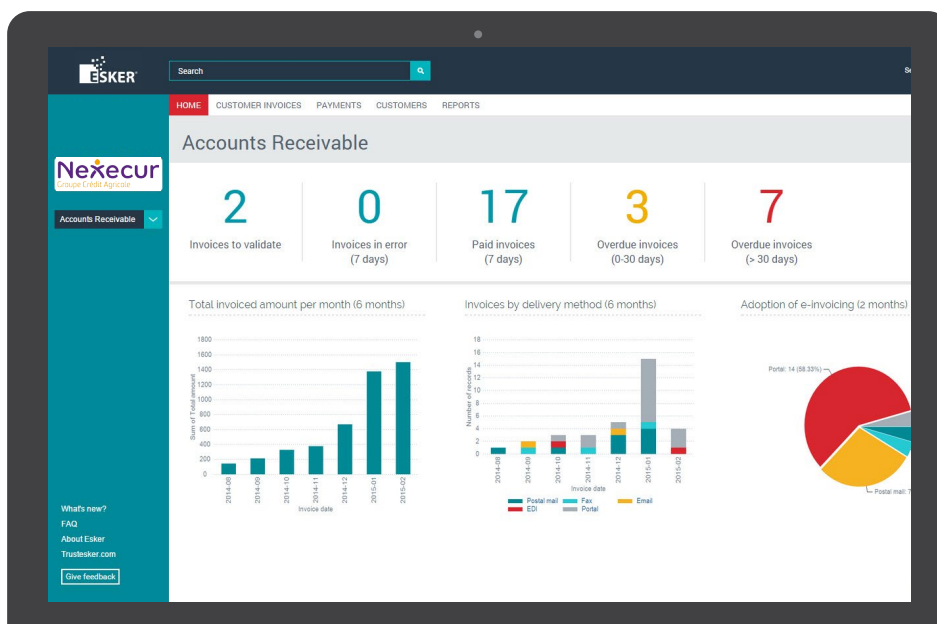 ESKER
Search
HOME CUSTOMER INVOICES PAYMENTS CUSTOMERS REPORTS
Accounts Receivable
Nexecur
Groupe Crédit Agricole
Accounts Receivable
2 0 17 3 7
Invoices to validate Invoices in error Paid invoices Overdue invoices Overdue invoices
(7 days) (7 days) (0-30 days) (> 30 days)
Total invoiced amount per month (6 months)
Sum of Total amount
1800
1600
1400
1200
1000
800
600
400
200
0
2014-08 2014-09 2014-10 2014-11 2014-12 2015-01 2015-02
Invoice date
Invoices by delivery method (6 months)
Number of records
18
16
14
12
10
8
6
4
2
0
2014-08 2014-09 2014-10 2014-11 2014-12 2015-01 2015-02
Invoice date
Postal mail Fax Email
EDI Portal
Adoption of e-invoicing (2 months)
Portal: 14 (58.33%)
Postal mail: 7
What's new?
FAQ
About Esker
Trustesker.com
Give feedback